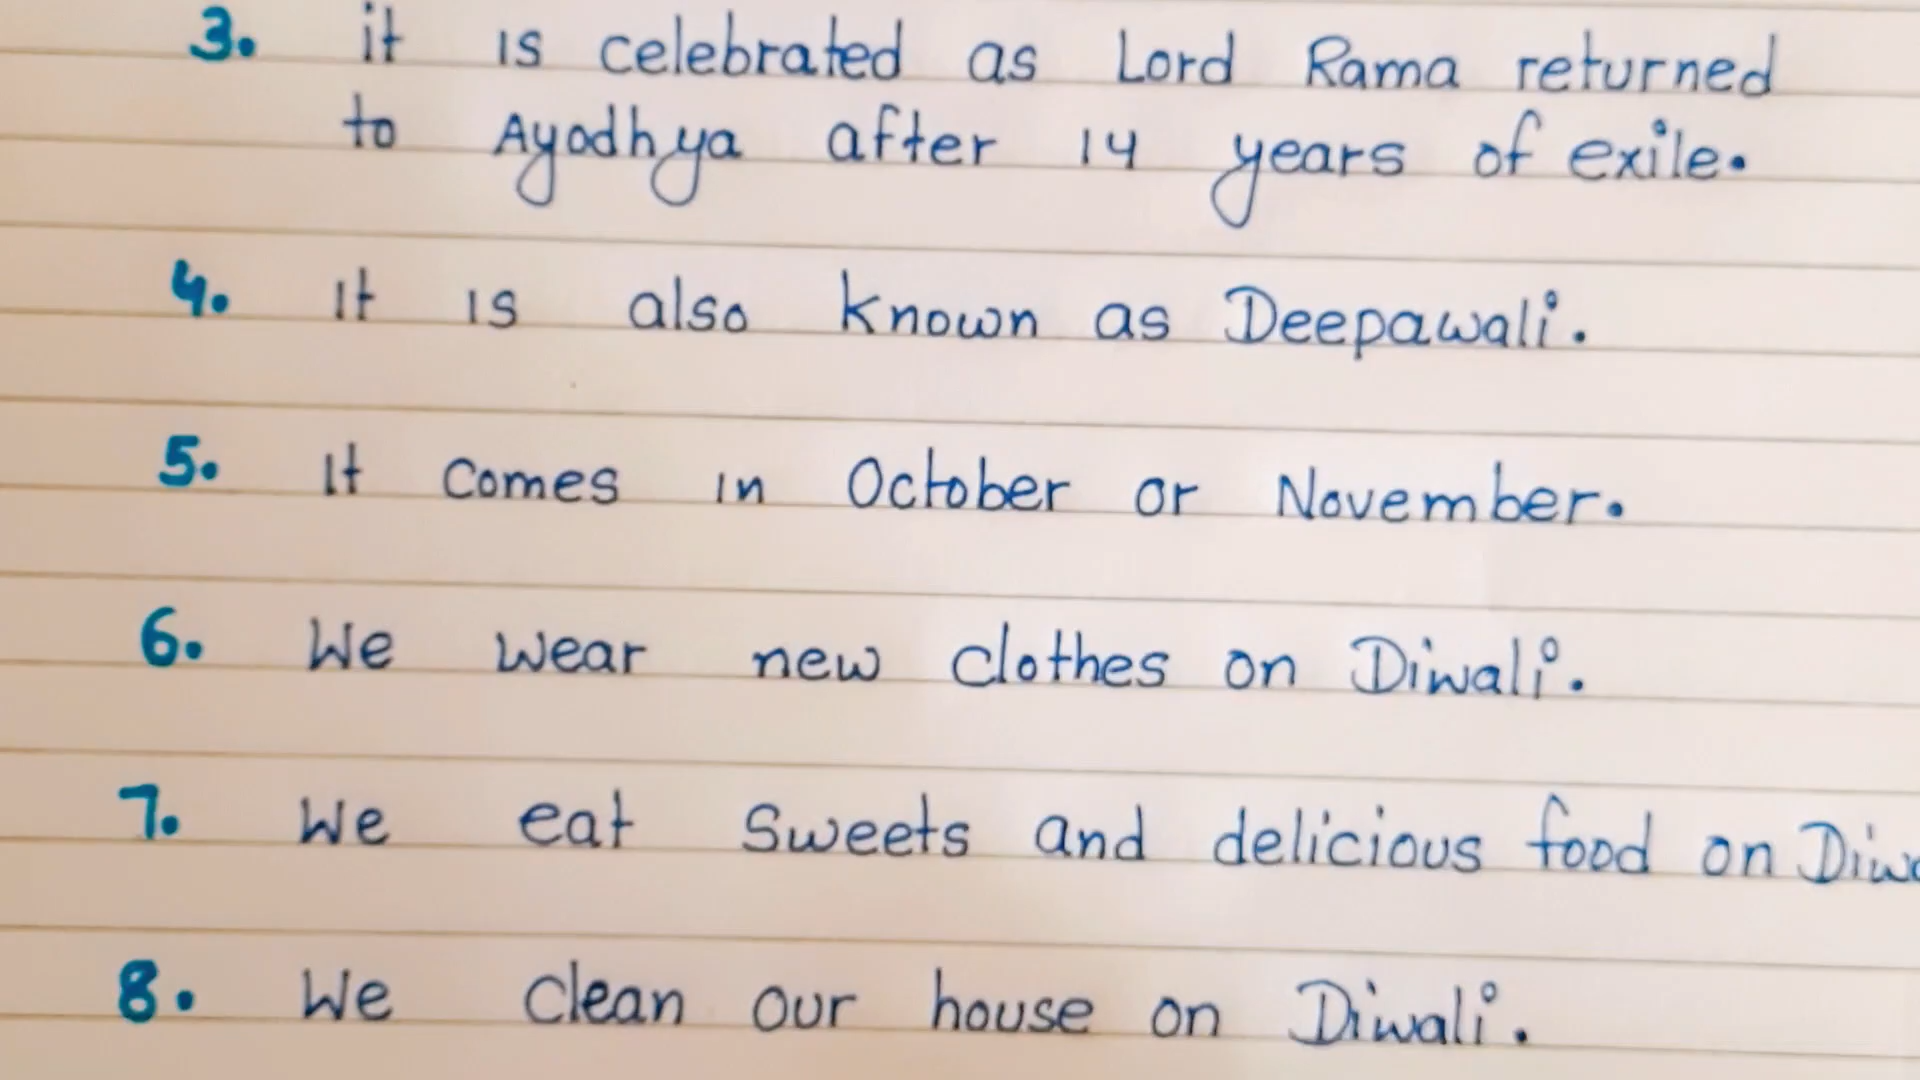 3. it is celebrated as Lord Rama returned
to Ayodhya after 14 years of exile.
4. It is also known as Deepawali.
5. It comes in October or November.
6. We wear new clothes on Diwali.
7. We eat sweets and delicious food on Diwa
8. We clean our house on Diwali.